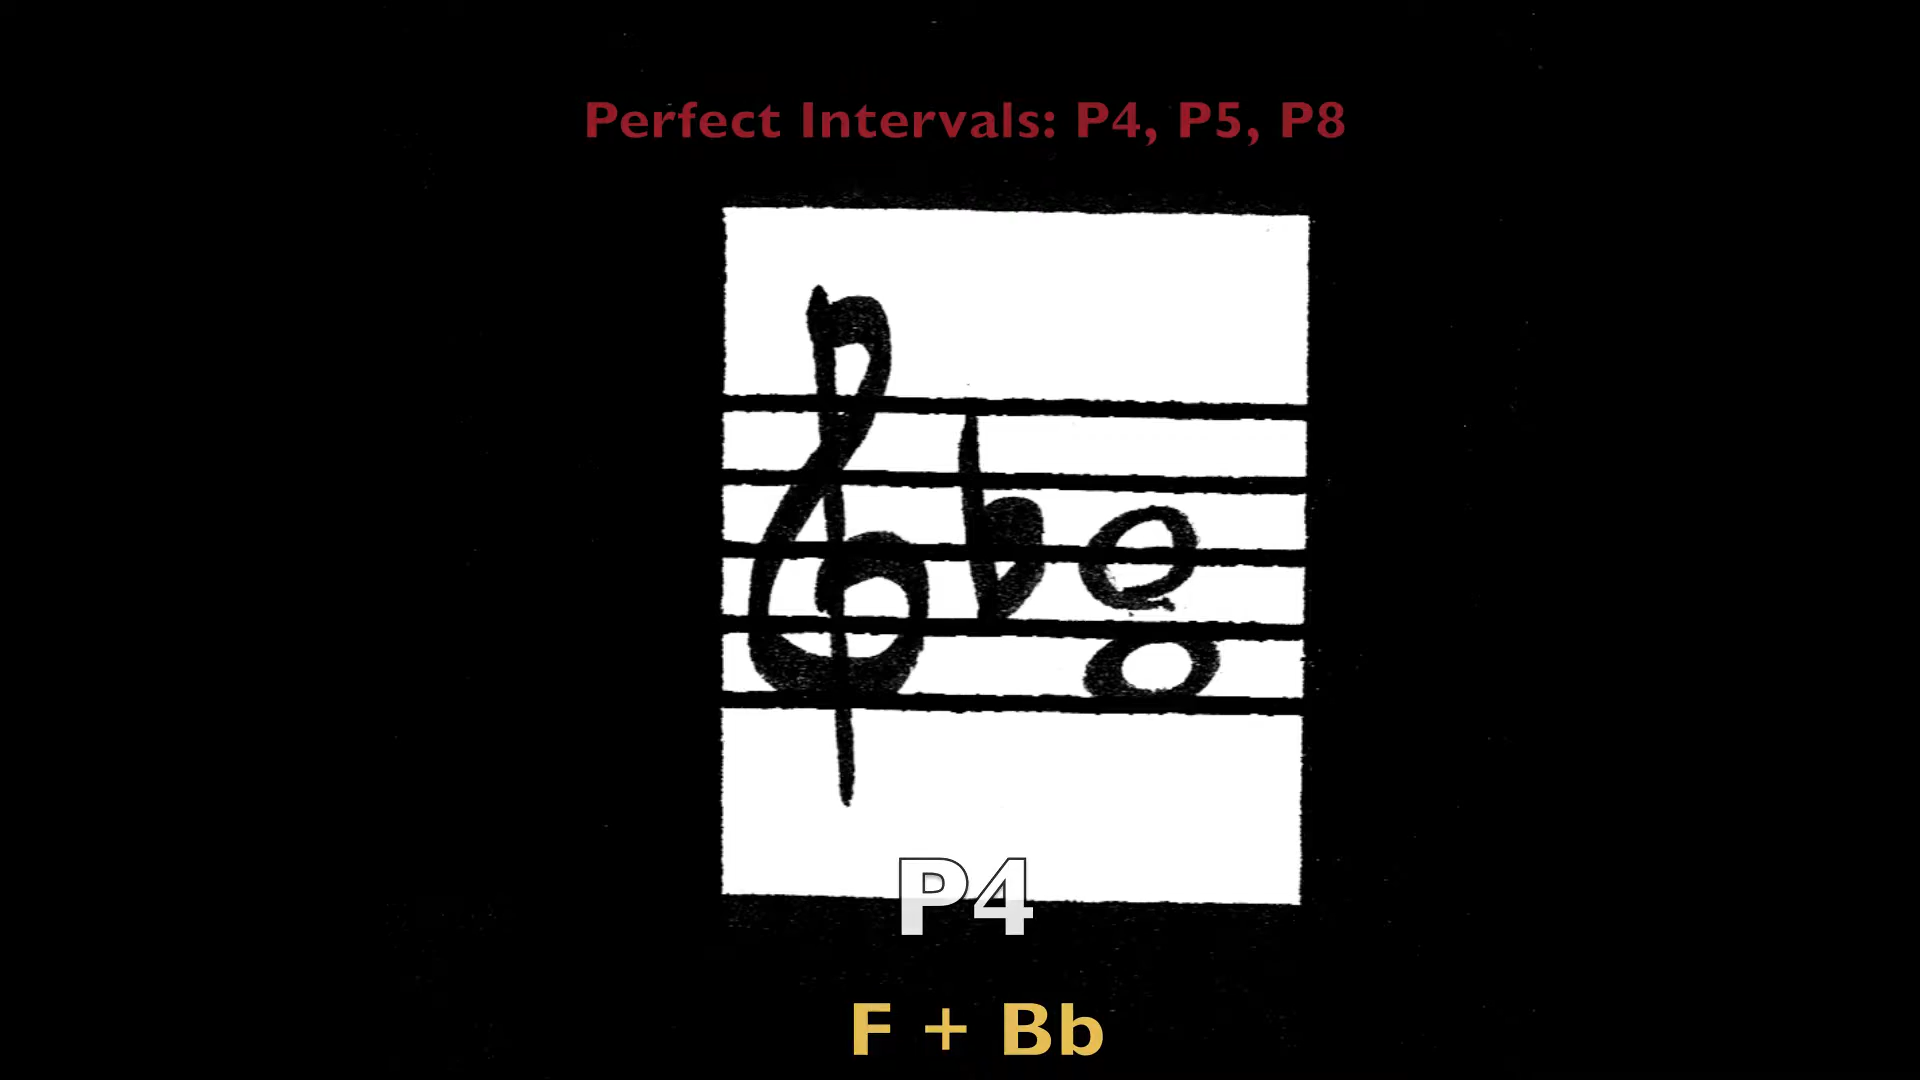 Perfect Intervals: P4, P5, P8
P4
F + Bb